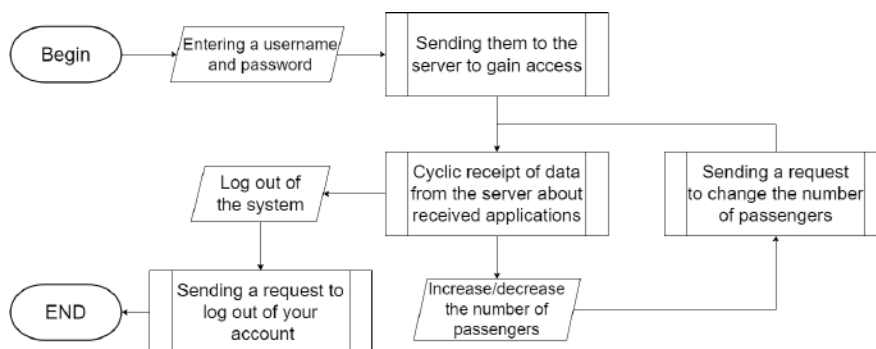 Begin
Entering a username
and password
Sending them to the
server to gain access
Log out of
the system
Cyclic receipt of data
from the server about
received applications
Sending a request
to change the number
of passengers
END
Sending a request to
log out of your
account
Increase/decrease
the number of
passengers